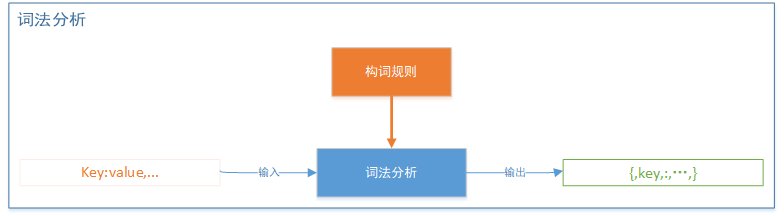 词法分析
构词规则
Key:value,...
输入
词法分析
输出
{,key,:,…,}